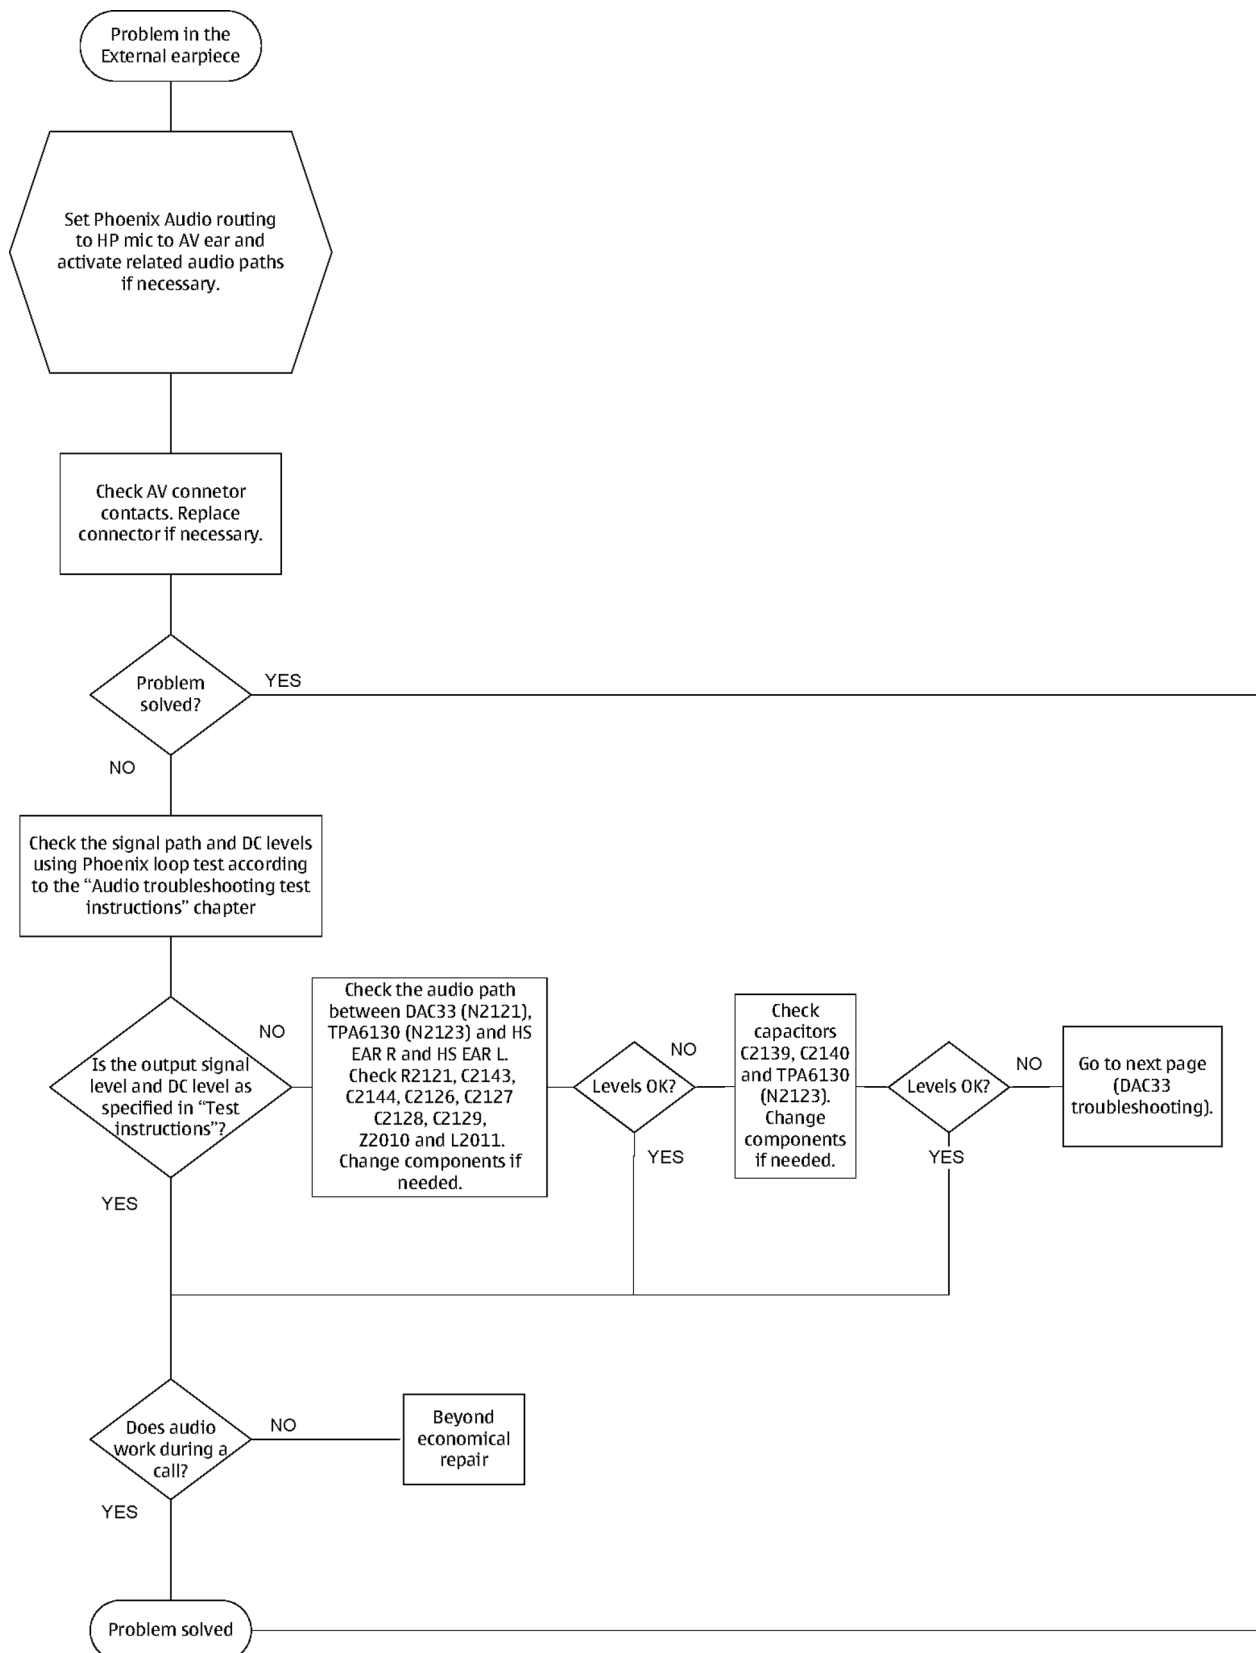 Problem in the
External earpiece
Set Phoenix Audio routing
to HP mic to AV ear and
activate related audio paths
if necessary.
Check AV connetor
contacts. Replace
connector if necessary.
Problem
solved?
YES
NO
Check the signal path and DC levels
using Phoenix loop test according
to the “Audio troubleshooting test
instructions” chapter
Is the output signal
level and DC level as
specified in “Test
instructions”?
NO
YES
Check the audio path
between DAC33 (N2121),
TPA6130 (N2123) and HS
EAR R and HS EAR L.
Check R2121, C2143,
C2144, C2126, C2127
C2128, C2129,
Z2010 and L2011.
Change components if
needed.
Levels OK?
NO
YES
Check
capacitors
C2139, C2140
and TPA6130
(N2123).
Change
components
if needed.
Levels OK?
NO
YES
Go to next page
(DAC33
troubleshooting).
Does audio
work during a
call?
NO
YES
Beyond
economical
repair
Problem solved